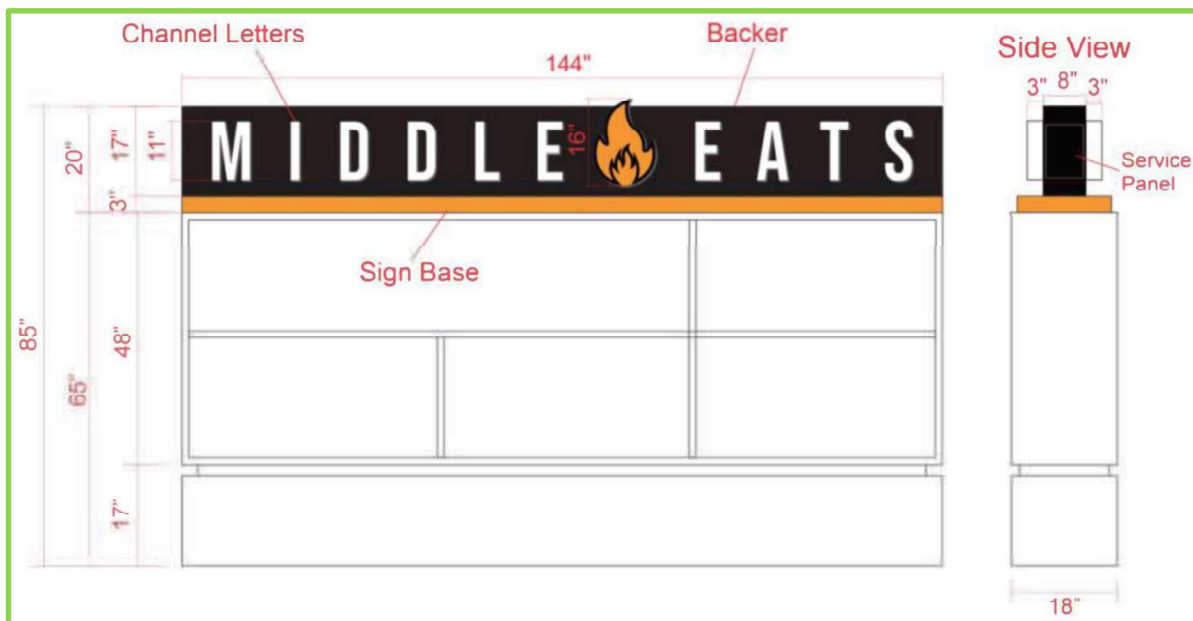 Channel Letters
Backer
Side View
144"
3" 8" 3"
MIDDLE EATS
16"
11"
17"
20"
3"
Service
Panel
Sign Base
85"
65"
48"
17"
18"